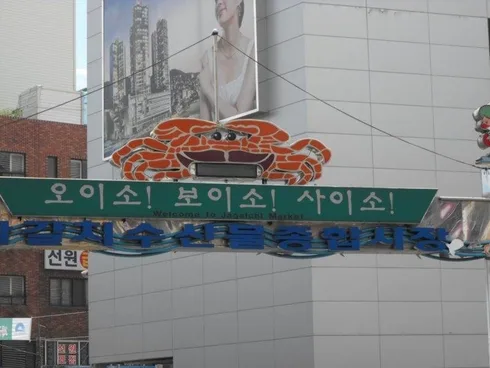 오이소! 보이소! 사이소!
Welcome to Jagalchi Market
갈치수산물종합시장
선원